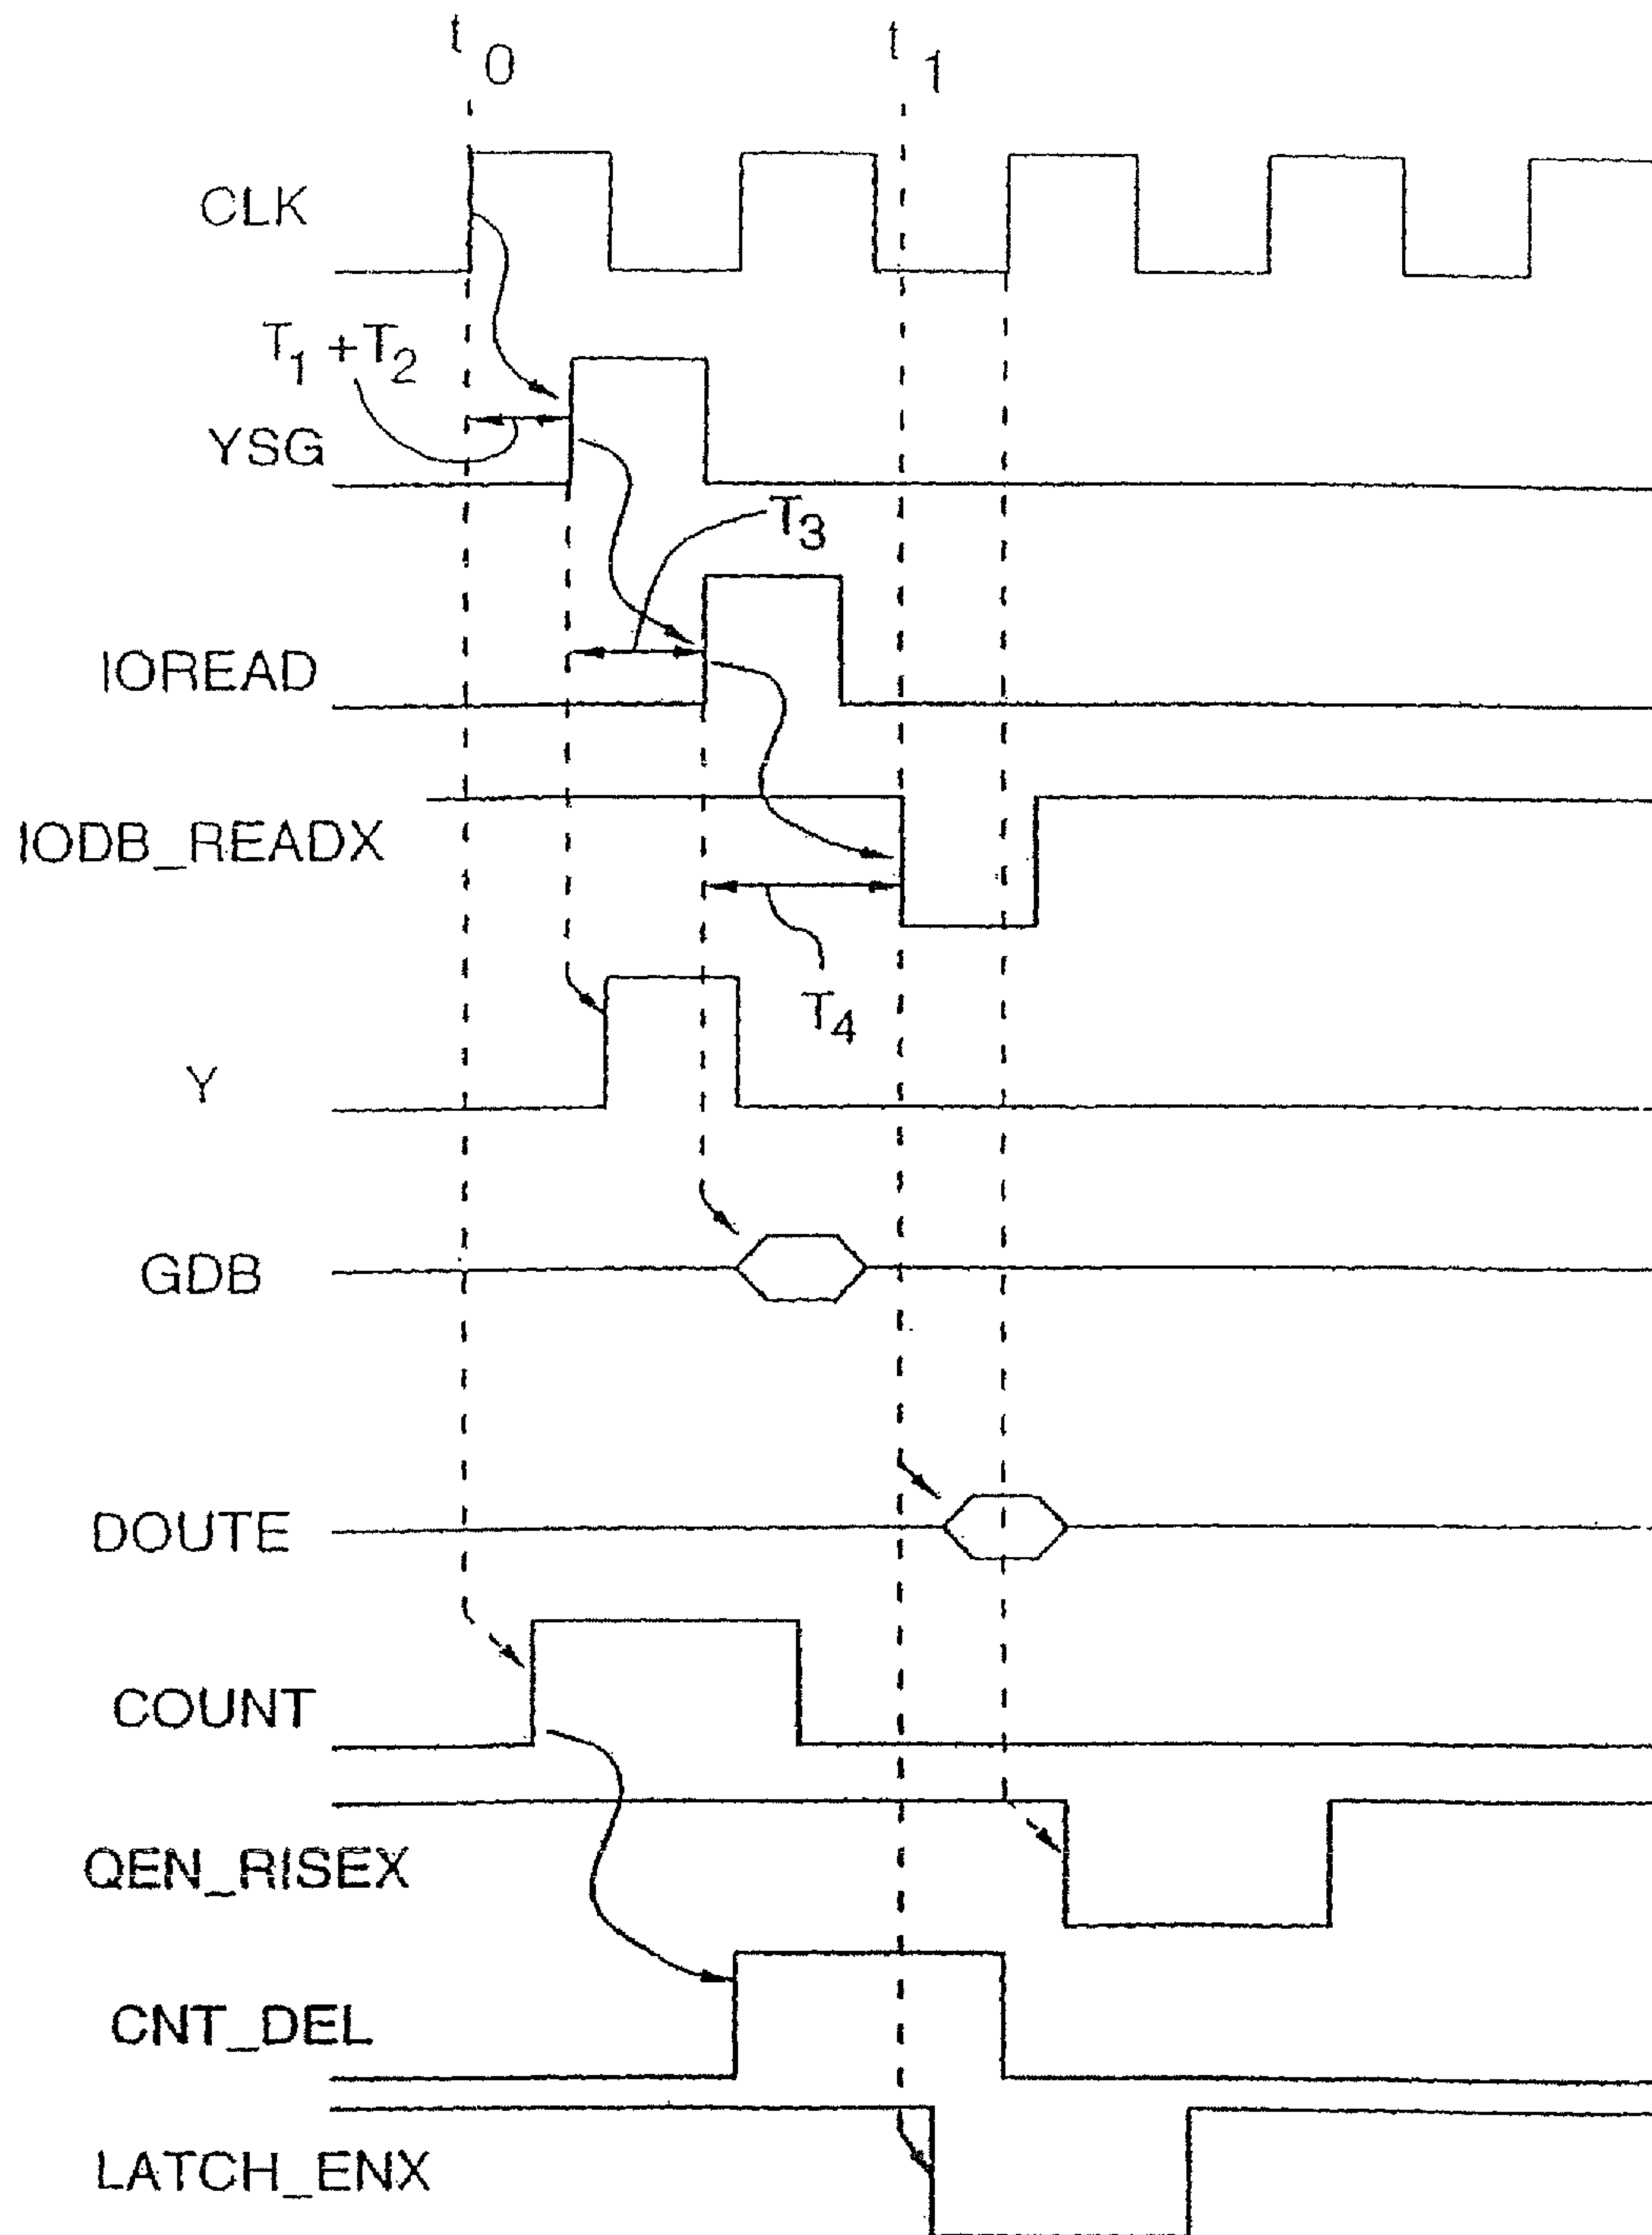 t0 t1
CLK
T1 +T2
YSG
T3
IOREAD
IODB_READX
T4
Y
GDB
DOUTE
COUNT
QEN_RISEX
CNT_DEL
LATCH_ENX